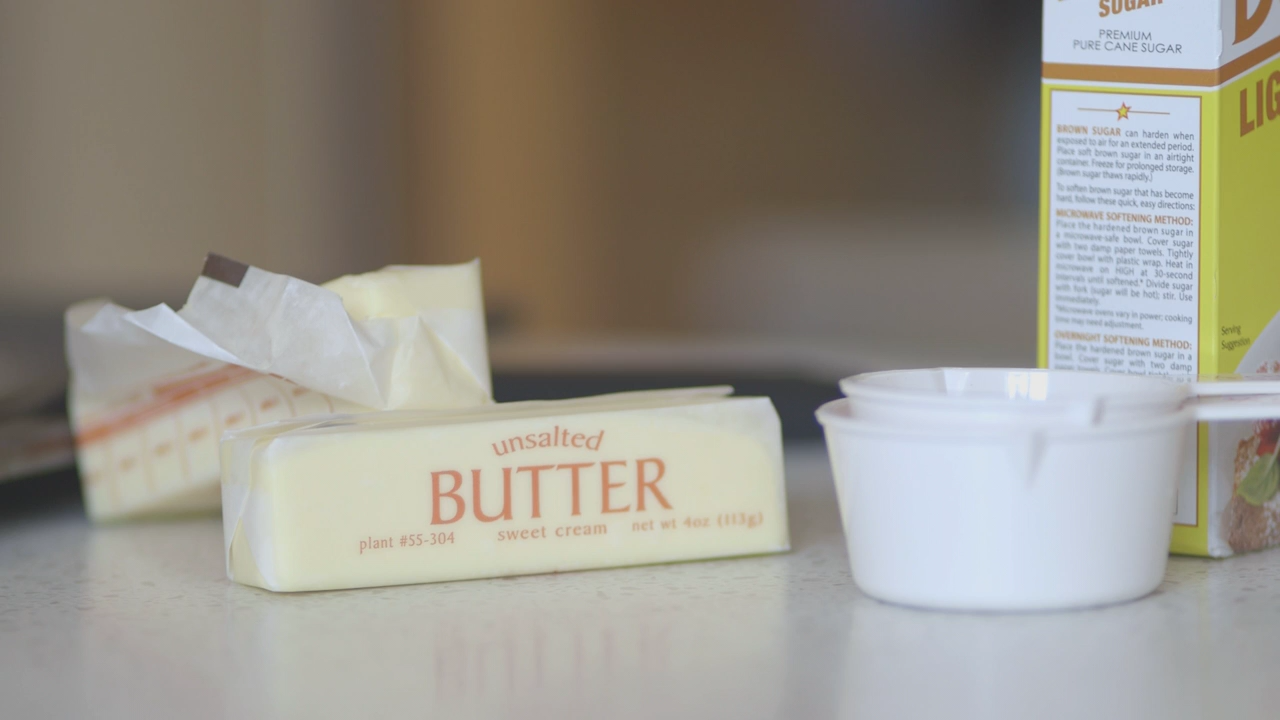 unsalted
BUTTER
plant #55-304 sweet cream net wt 4oz (113g)
SUGAR
PREMIUM
PURE CANE SUGAR
BROWN SUGAR can harden when
exposed to air for an extended period.
Place soft brown sugar in an airtight
container. Freeze for prolonged storage.
(Brown sugar thaws rapidly.)
To soften brown sugar that has become
hard, follow these quick, easy directions:
MICROWAVE SOFTENING METHOD:
Place the hardened brown sugar in
a microwave-safe bowl. Cover sugar
with two damp paper towels. Tightly
cover bowl with plastic wrap. Heat in
microwave on HIGH at 30-second
intervals until softened.* Divide sugar
with fork (sugar will be hot); stir. Use
immediately.
*Microwave ovens vary in power; cooking
time may need adjustment.
OVERNIGHT SOFTENING METHOD:
Place the hardened brown sugar in a
bowl. Cover sugar with two damp
D
LIG
Serving
Suggestion